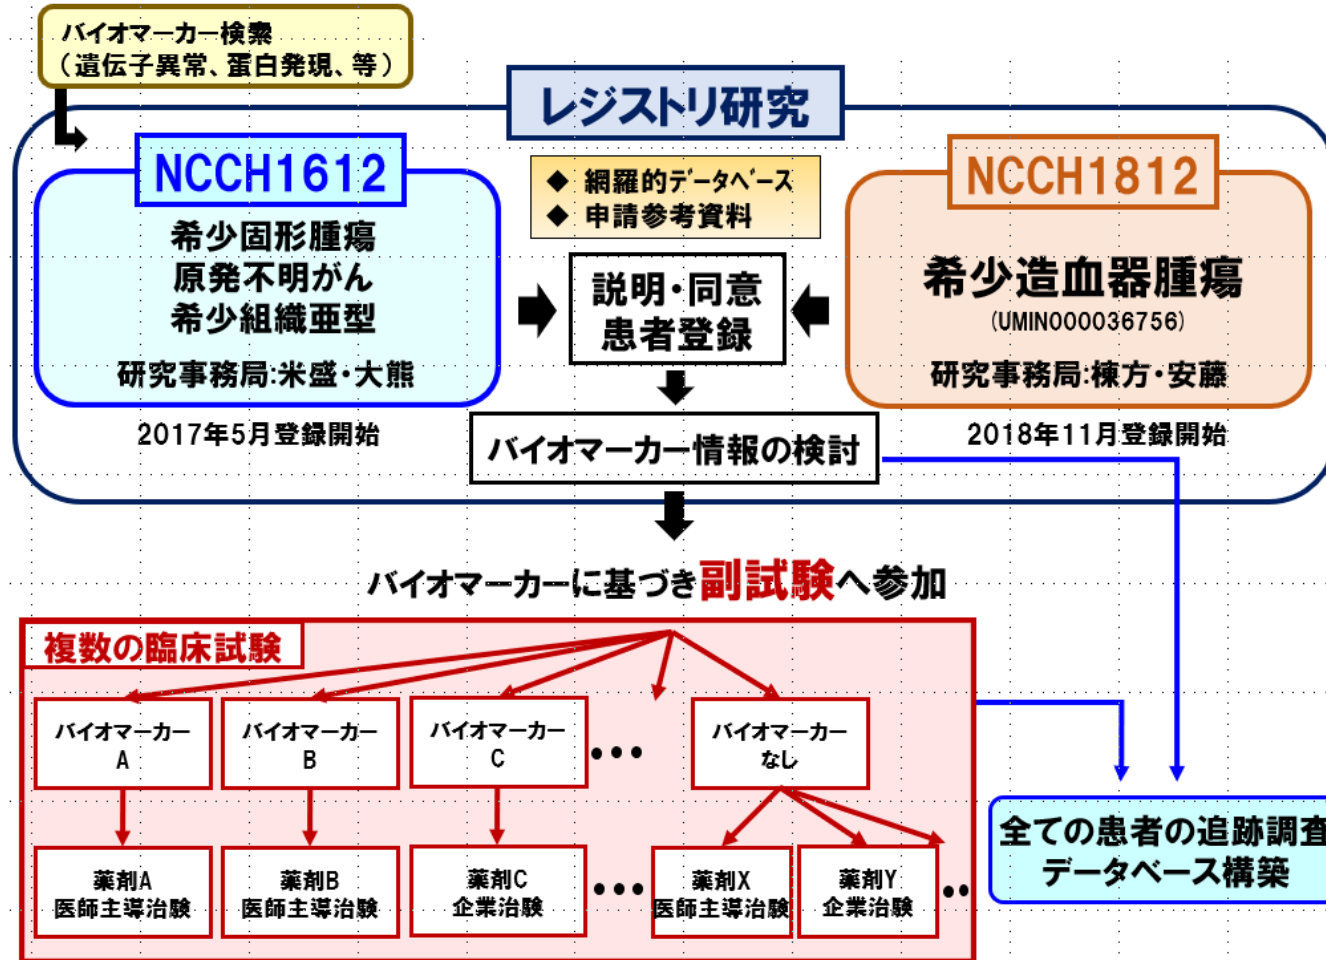 バイオマーカー検索
（遺伝子異常、蛋白発現、等）
レジストリ研究
NCCH1612
希少固形腫瘍
原発不明がん
希少組織亜型
研究事務局:米盛・大熊
2017年5月登録開始
◆ 網羅的データベース
◆ 申請参考資料
説明・同意
患者登録
バイオマーカー情報の検討
NCCH1812
希少造血器腫瘍
(UMIN000036756)
研究事務局:棟方・安藤
2018年11月登録開始
バイオマーカーに基づき副試験へ参加
複数の臨床試験
バイオマーカー
A
バイオマーカー
B
バイオマーカー
C
•••
バイオマーカー
なし
薬剤A
医師主導治験
薬剤B
医師主導治験
薬剤C
企業治験
•••
薬剤X
医師主導治験
薬剤Y
企業治験
••
全ての患者の追跡調査
データベース構築